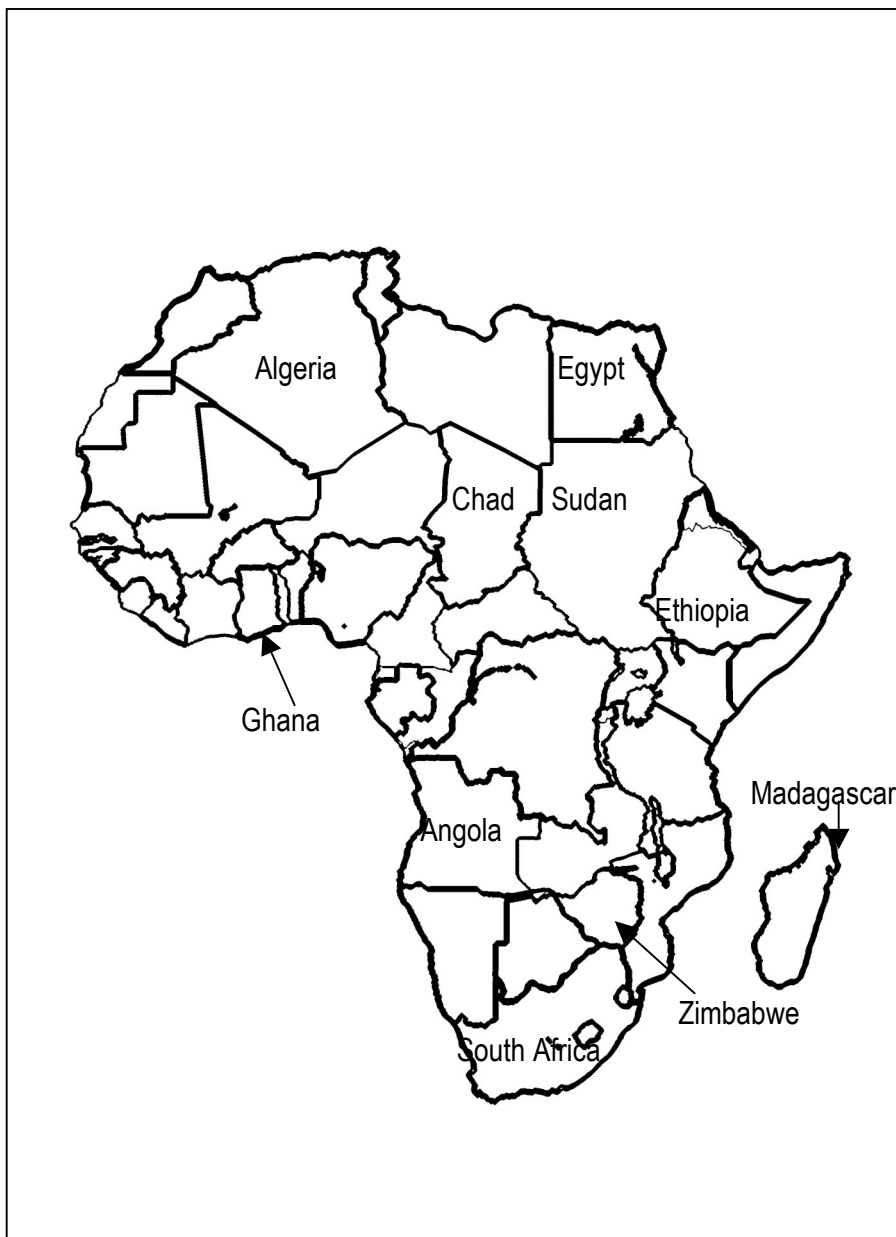 Algeria
Egypt
Chad
Sudan
Ethiopia
Ghana
Madagascar
Angola
Zimbabwe
South Africa